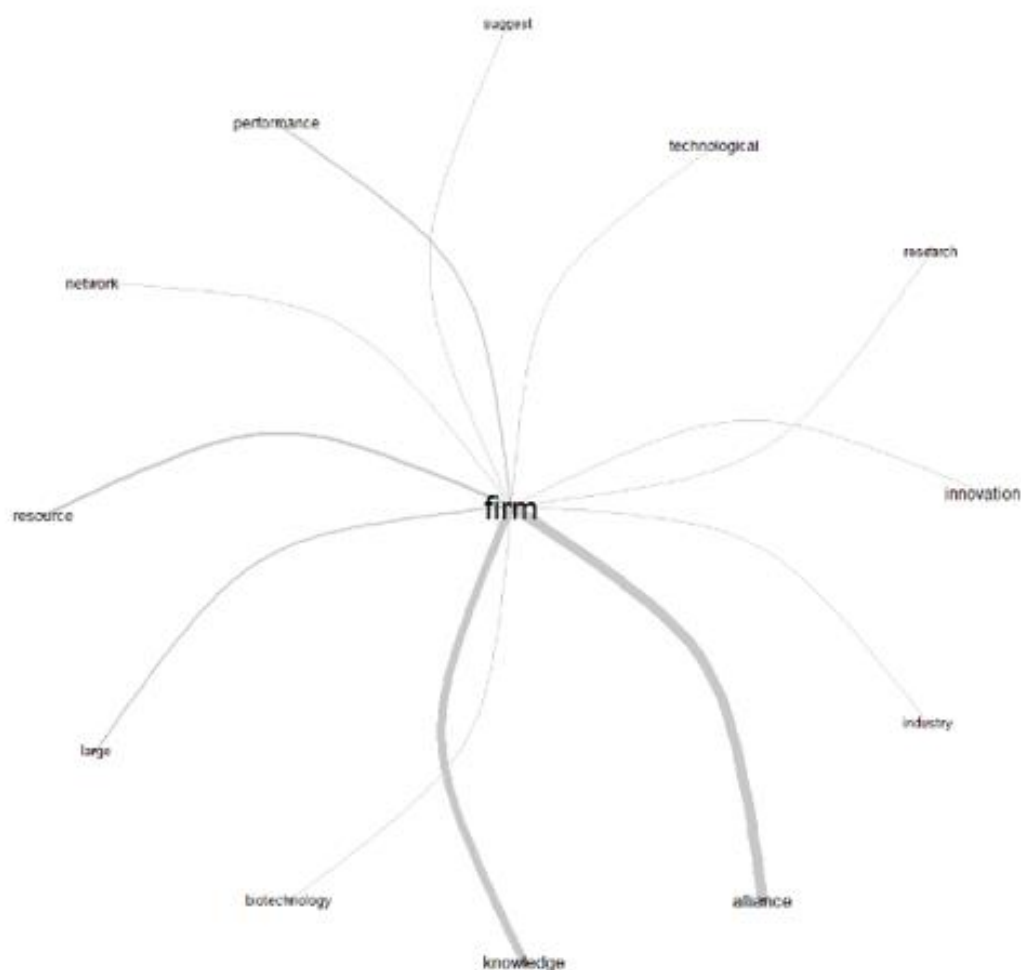 suggest
performance
technological
research
network
innovation
firm
resource
industry
large
biotechnology
alliance
knowledge